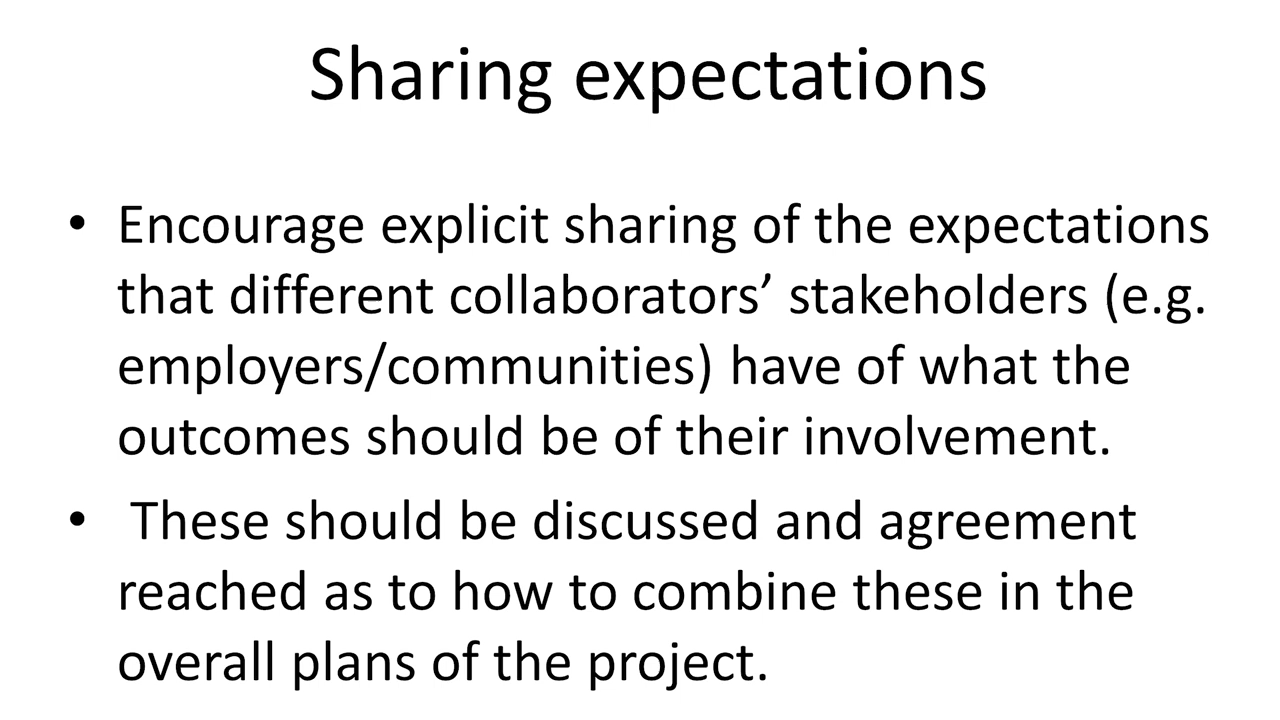 Sharing expectations
• Encourage explicit sharing of the expectations
that different collaborators’ stakeholders (e.g.
employers/communities) have of what the
outcomes should be of their involvement.
• These should be discussed and agreement
reached as to how to combine these in the
overall plans of the project.